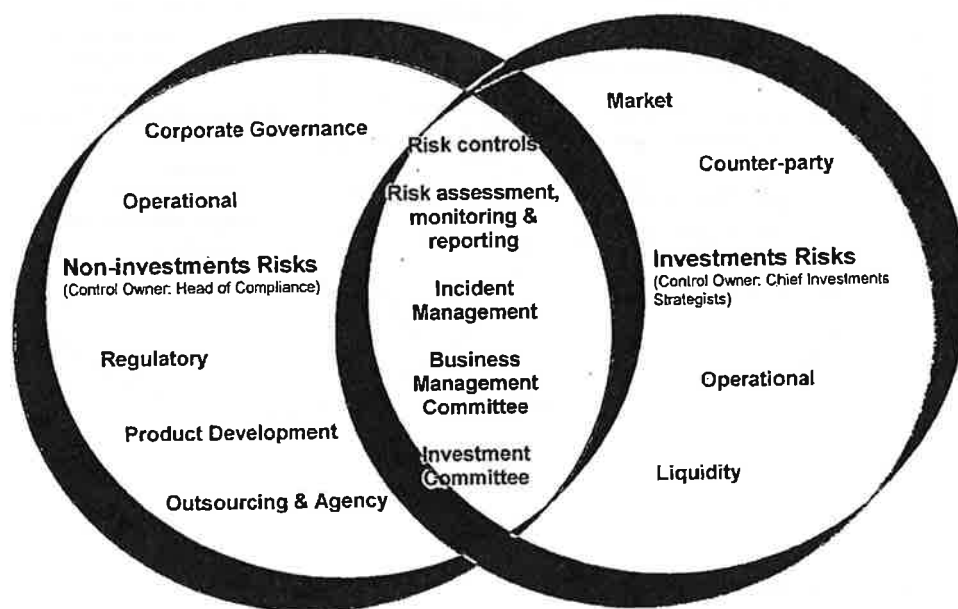 Corporate Governance
Operational
Non-investments Risks
(Control Owner: Head of Compliance)
Regulatory
Product Development
Outsourcing & Agency
Risk controls
Risk assessment,
monitoring &
reporting
Incident
Management
Business
Management
Committee
Investment
Committee
Market
Counter-party
Investments Risks
(Control Owner: Chief Investments
Strategists)
Operational
Liquidity